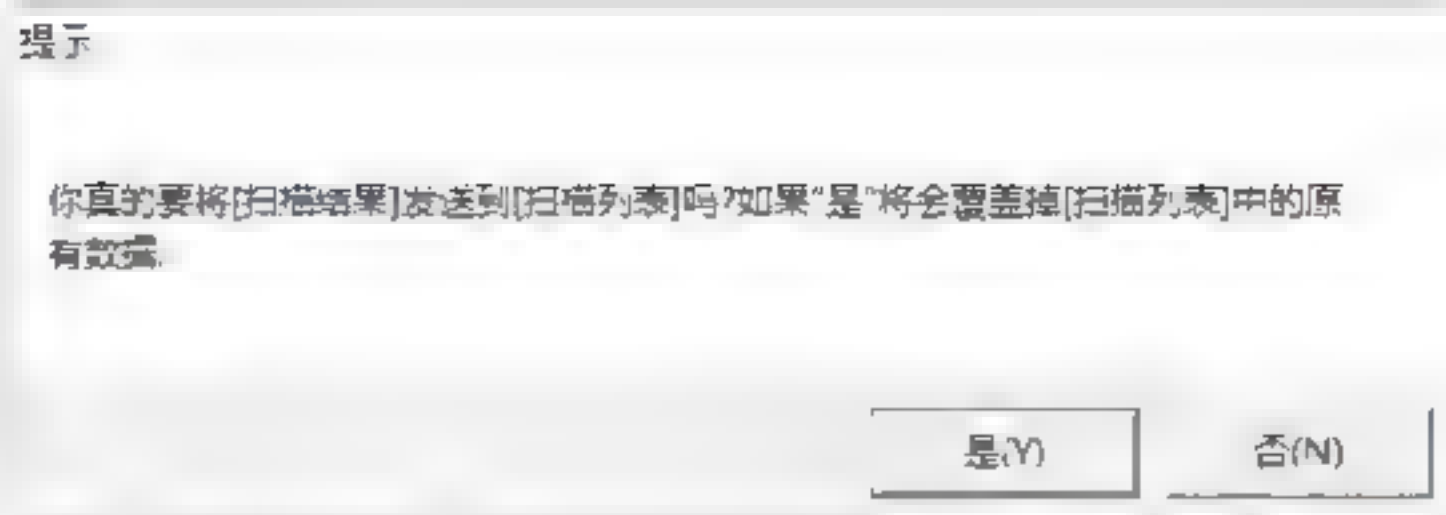 提示
你真的要将[扫描结果]发送到[扫描列表]吗?如果“是”将会覆盖掉[扫描列表]中的原
有数据.
是(Y)
否(N)